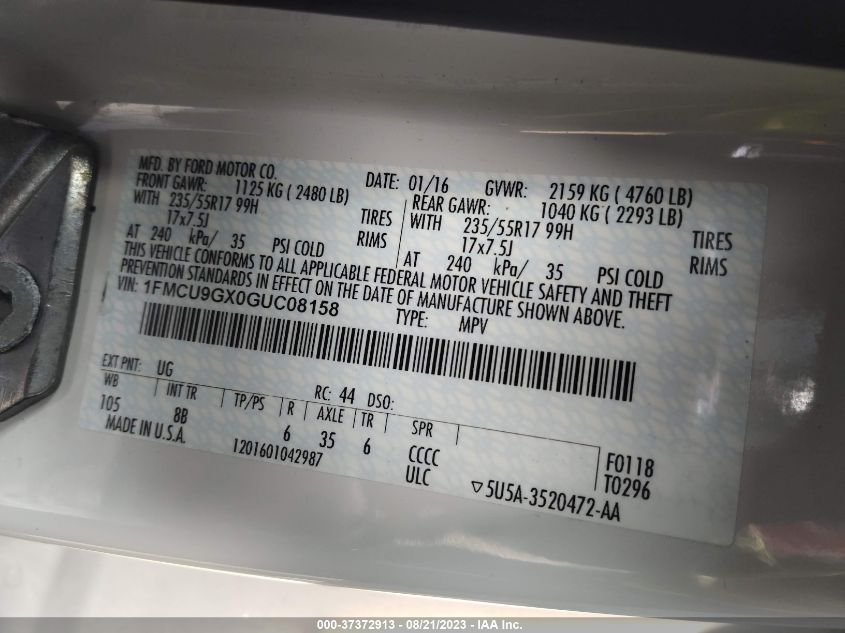 MFD. BY FORD MOTOR CO.
DATE: 01/16 GVWR: 2159 KG ( 4760 LB)
FRONT GAWR: 1125 KG ( 2480 LB)
REAR GAWR: 1040 KG ( 2293 LB)
WITH 235/55R17 99H TIRES
WITH 235/55R17 99H TIRES
17x7.5J RIMS
17x7.5J RIMS
AT 240 kPa/ 35 PSI COLD
AT 240 kPa/ 35 PSI COLD
THIS VEHICLE CONFORMS TO ALL APPLICABLE FEDERAL MOTOR VEHICLE SAFETY AND THEFT
PREVENTION STANDARDS IN EFFECT ON THE DATE OF MANUFACTURE SHOWN ABOVE.
VIN: 1FMCU9GX0GUC08158
TYPE: MPV
EXT PNT: UG RC: 44 DSO:
WB INT TR TP/PS R AXLE TR SPR
105 8B 6 35 6 CCCC
MADE IN U.S.A. ULC
1201601042987
F0118
T0296
▽5U5A-3520472-AA
000-37372913 - 08/21/2023 - IAA Inc.